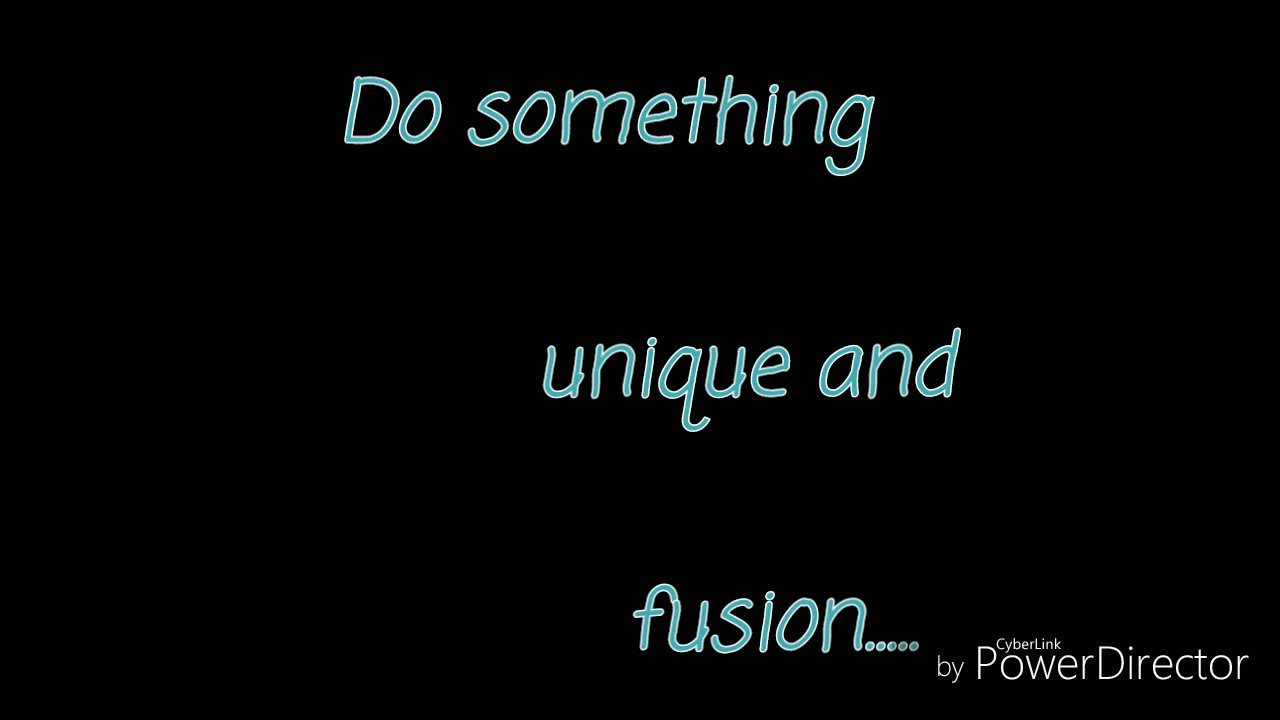 Do something
unique and
fusion.....
by CyberLink PowerDirector